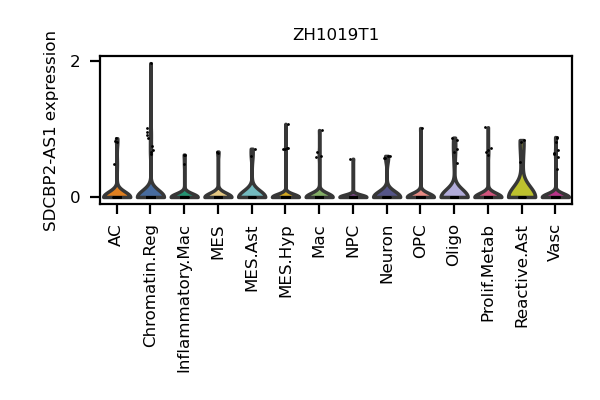 ZH1019T1
SDCBP2-AS1 expression
2
0
AC
Chromatin.Reg
Inflammatory.Mac
MES
MES.Ast
MES.Hyp
Mac
NPC
Neuron
OPC
Oligo
Prolif.Metab
Reactive.Ast
Vasc